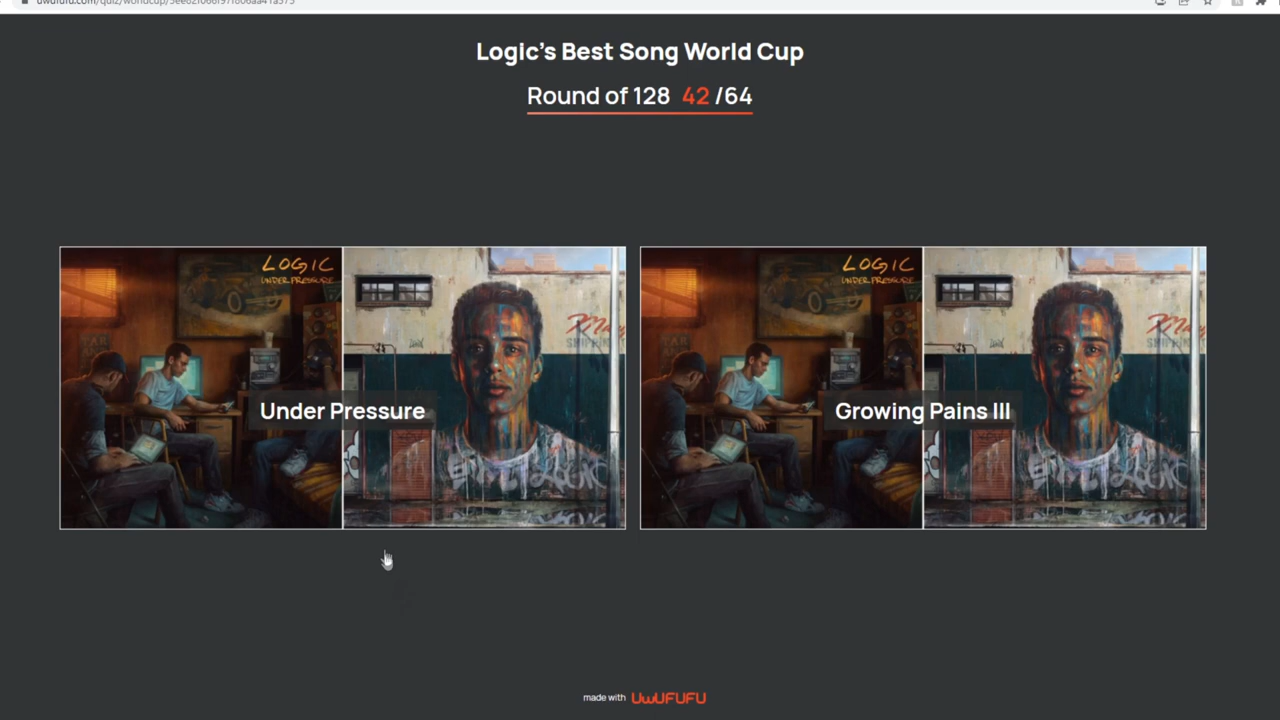 Logic's Best Song World Cup
Round of 128 42 /64
LOGIC
UNDER PRESSURE
Under Pressure
LOGIC
UNDER PRESSURE
Growing Pains III
made with UwUFUFU